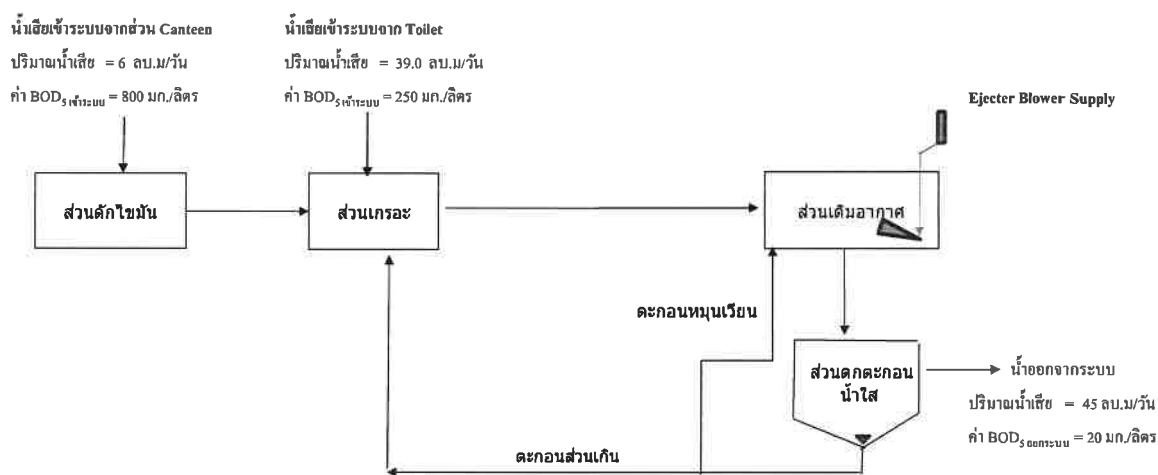 น้ำเสียเข้าระบบจากส่วน Canteen
ปริมาณน้ำเสีย = 6 ลบ.ม/วัน
ค่า BOD5 เข้าระบบ = 800 มก./ลิตร
น้ำเสียเข้าระบบจาก Toilet
ปริมาณน้ำเสีย = 39.0 ลบ.ม/วัน
ค่า BOD5 เข้าระบบ = 250 มก./ลิตร
Ejecter Blower Supply
ส่วนดักไขมัน
ส่วนเกรอะ
ส่วนเติมอากาศ
ตะกอนหมุนเวียน
ส่วนตกตะกอน
น้ำใส
น้ำออกจากระบบ
ปริมาณน้ำเสีย = 45 ลบ.ม/วัน
ค่า BOD5 ออกระบบ = 20 มก./ลิตร
ตะกอนส่วนเกิน